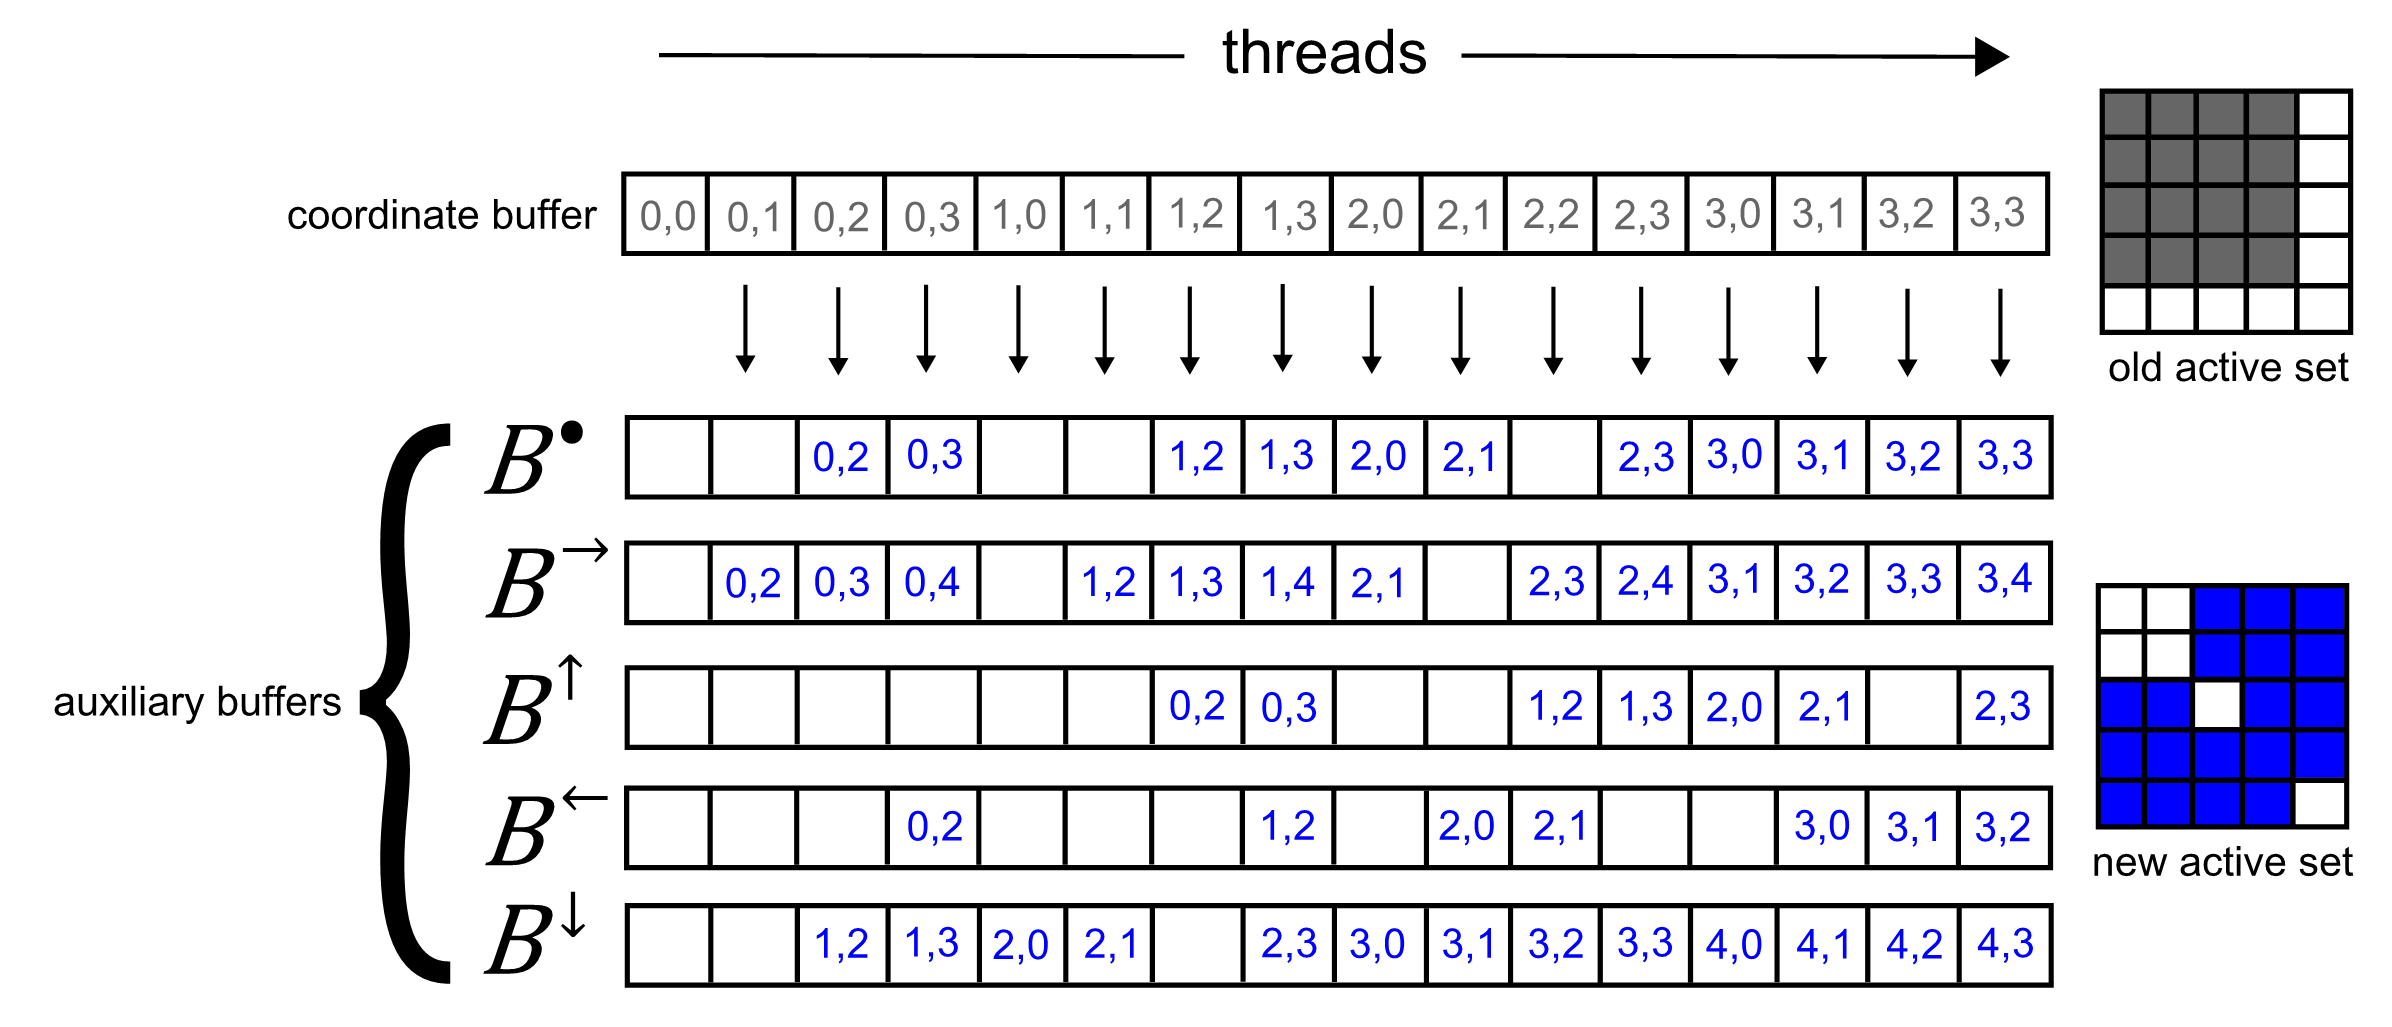 threads
coordinate buffer 0,0 0,1 0,2 0,3 1,0 1,1 1,2 1,3 2,0 2,1 2,2 2,3 3,0 3,1 3,2 3,3
old active set
auxiliary buffers
B• 0,2 0,3 1,2 1,3 2,0 2,1 2,3 3,0 3,1 3,2 3,3
B→ 0,2 0,3 0,4 1,2 1,3 1,4 2,1 2,3 2,4 3,1 3,2 3,3 3,4
B↑ 0,2 0,3 1,2 1,3 2,0 2,1 2,3
B← 0,2 1,2 2,0 2,1 3,0 3,1 3,2
B↓ 1,2 1,3 2,0 2,1 2,3 3,0 3,1 3,2 3,3 4,0 4,1 4,2 4,3
new active set